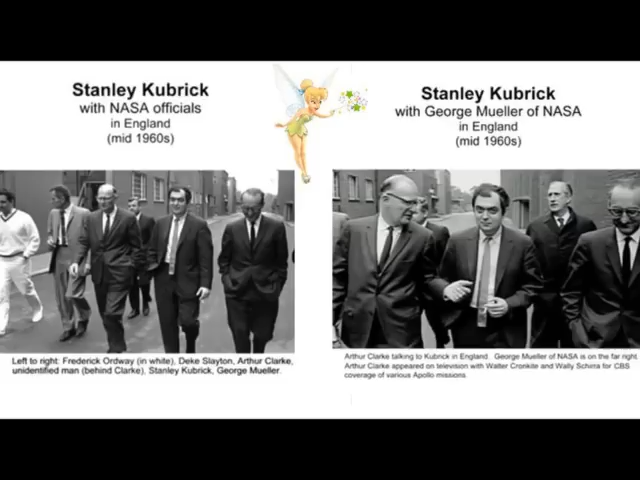 Stanley Kubrick
with NASA officials
in England
(mid 1960s)
Left to right: Frederick Ordway (in white), Deke Slayton, Arthur Clarke,
unidentified man (behind Clarke), Stanley Kubrick, George Mueller.
Stanley Kubrick
with George Mueller of NASA
in England
(mid 1960s)
Arthur Clarke talking to Kubrick in England. George Mueller of NASA is on the far right.
Arthur Clarke appeared on television with Walter Cronkite and Wally Schirra for CBS
coverage of various Apollo missions.